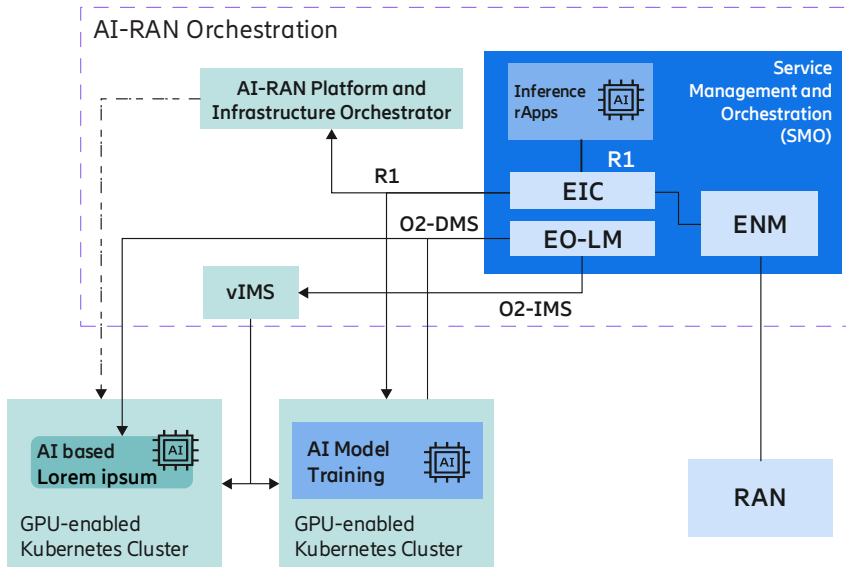 AI-RAN Orchestration
AI-RAN Platform and
Infrastructure Orchestrator
Inference
rApps
AI
Service
Management and
Orchestration
(SMO)
R1
R1
EIC
O2-DMS
EO-LM
ENM
vIMS
O2-IMS
AI based
Lorem ipsum
AI
GPU-enabled
Kubernetes Cluster
AI Model
Training
AI
GPU-enabled
Kubernetes Cluster
RAN